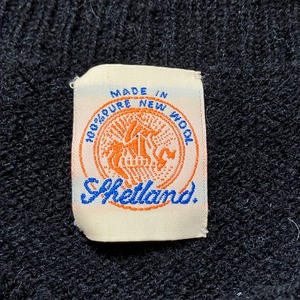 MADE IN
100% PURE NEW WOOL
Shetland.